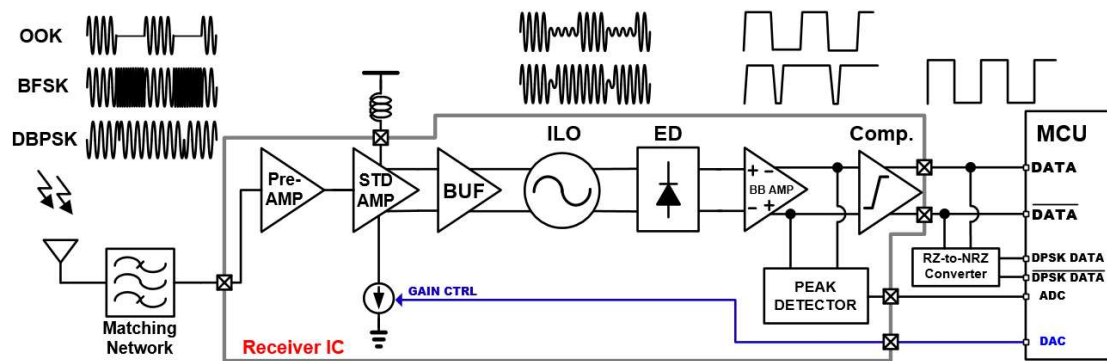 OOK
BFSK
DBPSK
ILO
ED
Comp.
MCU
Pre-
AMP
STD
AMP
BUF
+ -
BB AMP
- +
DATA
DATA
RZ-to-NRZ
Converter
DPSK DATA
DPSK DATA
PEAK
DETECTOR
ADC
GAIN CTRL
Matching
Network
Receiver IC
DAC